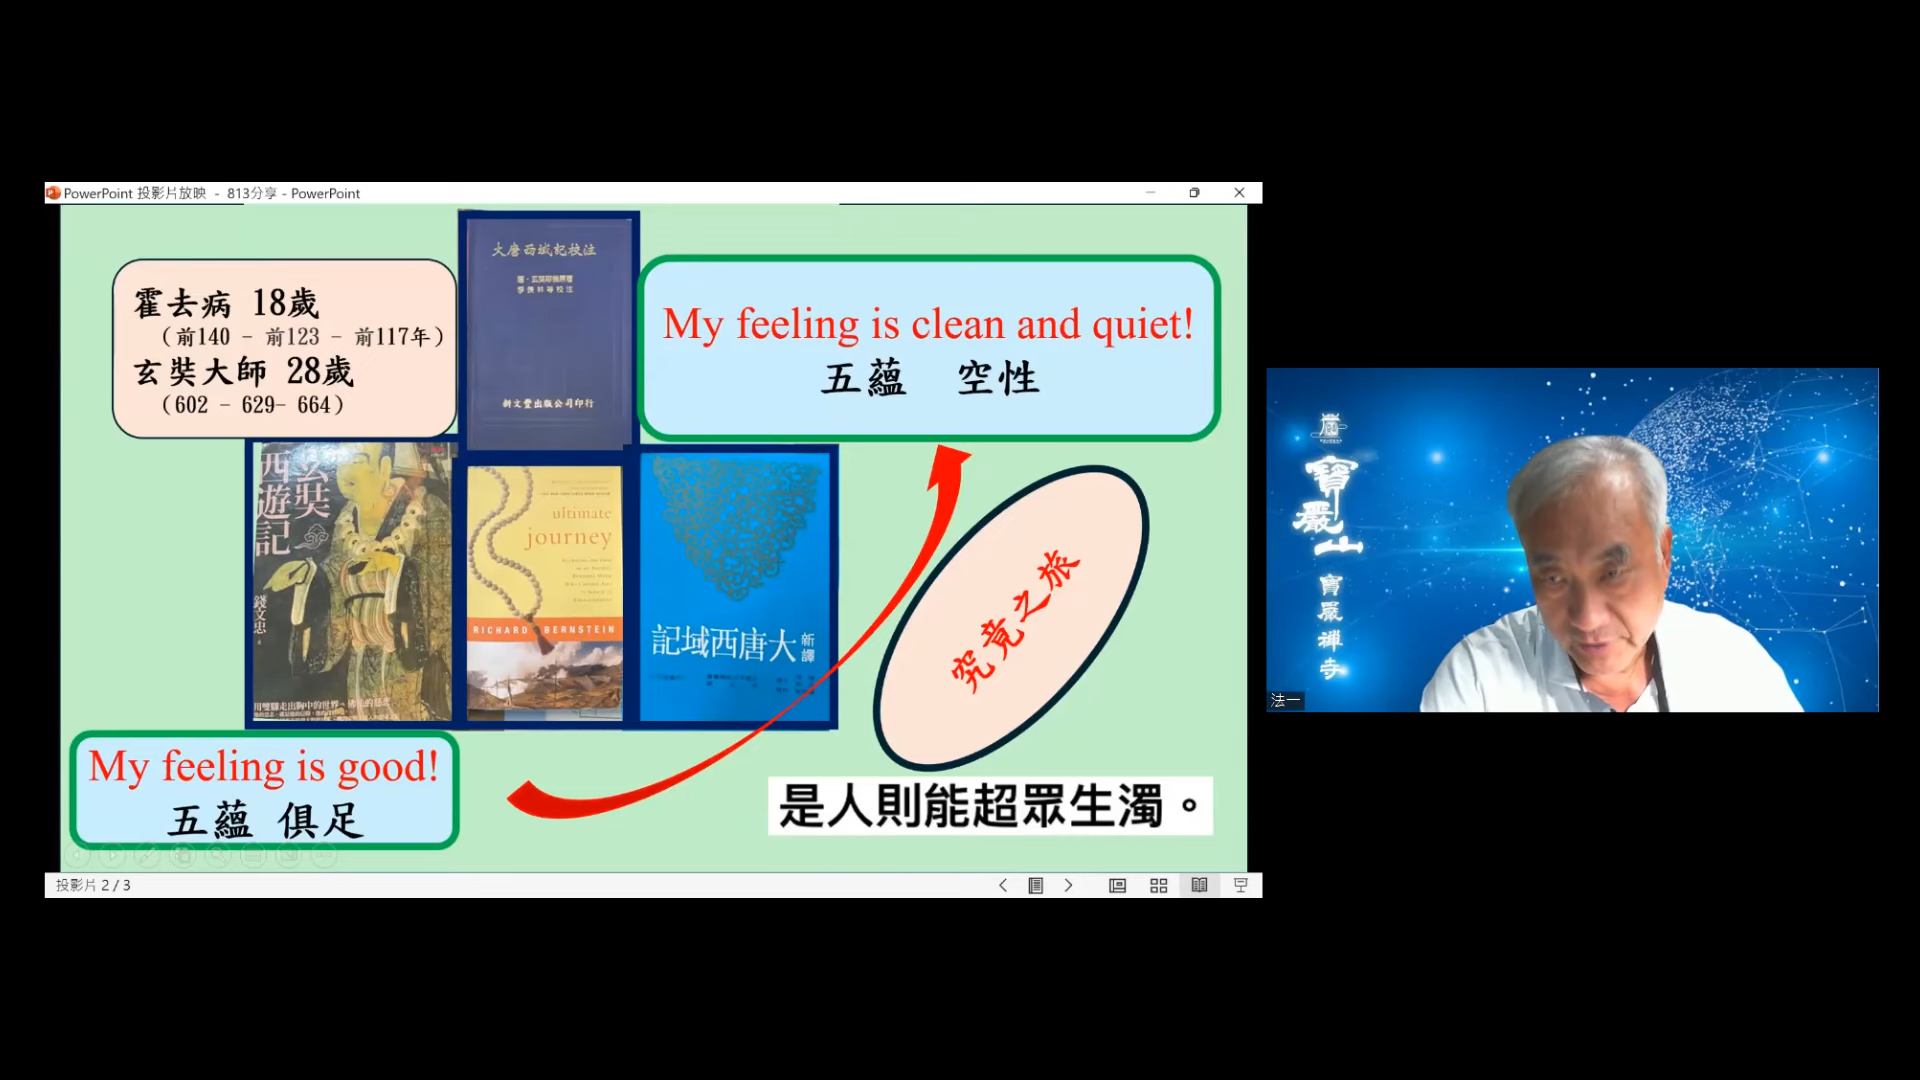 PowerPoint 投影片放映 - 813分享 - PowerPoint
霍去病 18歲
（前140 - 前123 - 前117年）
玄奘大師 28歲
（602 - 629- 664）
大唐西域記校注
新文豐出版公司印行
My feeling is clean and quiet!
五蘊 空性
玄奘
西遊記
錢文忠
ultimate
journey
RICHARD BERNSTEIN
新譯
大唐西域記
究竟之旅
My feeling is good!
五蘊 俱足
是人則能超眾生濁。
投影片 2 / 3
寶嚴山
寶嚴禪寺
法一